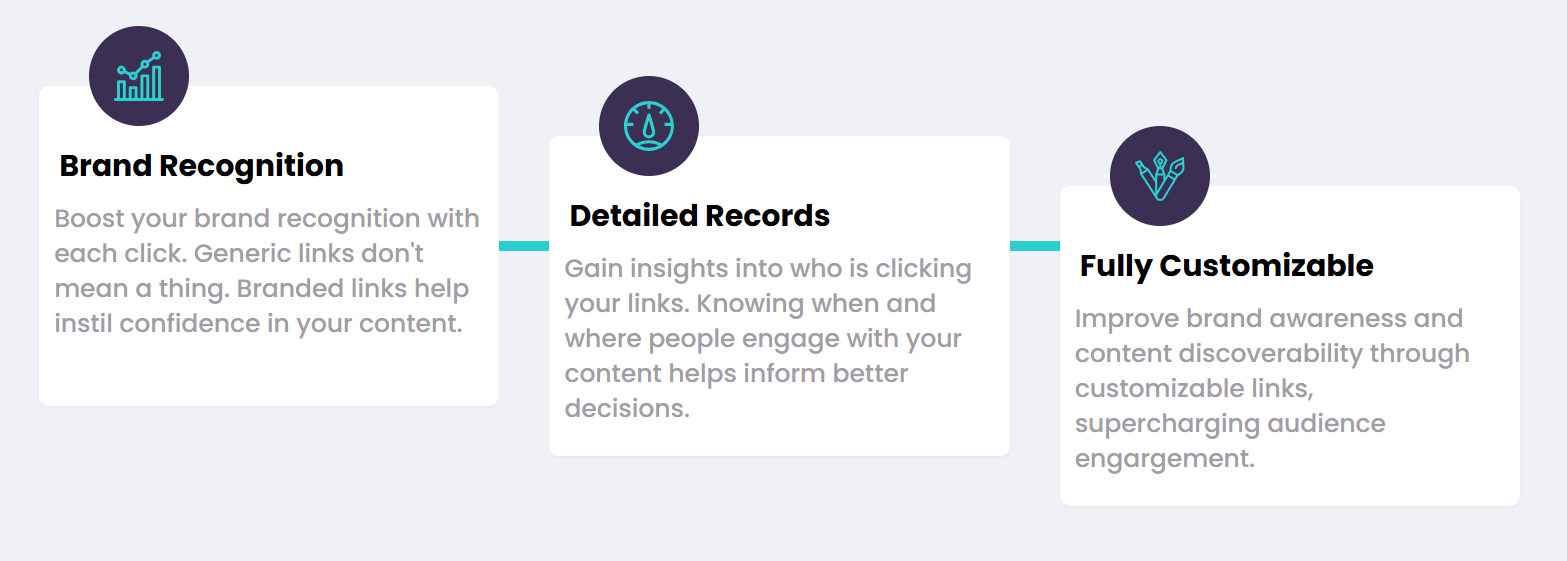 Brand Recognition
Boost your brand recognition with
each click. Generic links don't
mean a thing. Branded links help
instil confidence in your content.
Detailed Records
Gain insights into who is clicking
your links. Knowing when and
where people engage with your
content helps inform better
decisions.
Fully Customizable
Improve brand awareness and
content discoverability through
customizable links,
supercharging audience
engargement.